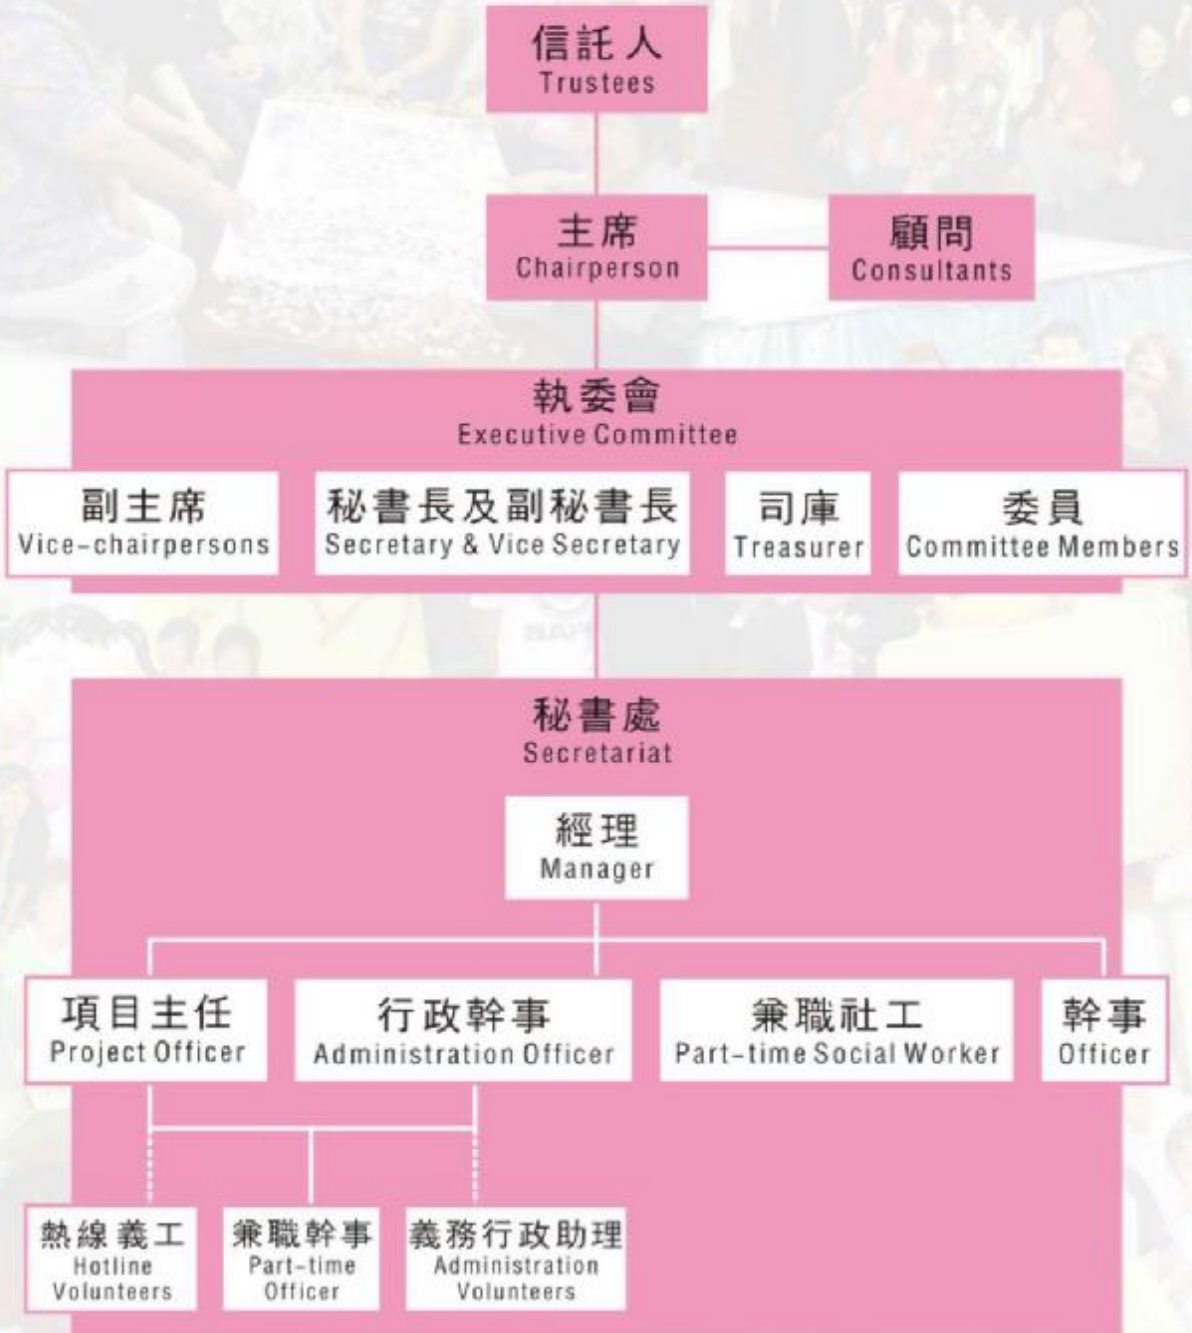 信託人
Trustees
主席
Chairperson
顧問
Consultants
執委會
Executive Committee
副主席
Vice-chairpersons
秘書長及副秘書長
Secretary & Vice Secretary
司庫
Treasurer
委員
Committee Members
秘書處
Secretariat
經理
Manager
項目主任
Project Officer
行政幹事
Administration Officer
兼職社工
Part-time Social Worker
幹事
Officer
熱線義工
Hotline
Volunteers
兼職幹事
Part-time
Officer
義務行政助理
Administration
Volunteers